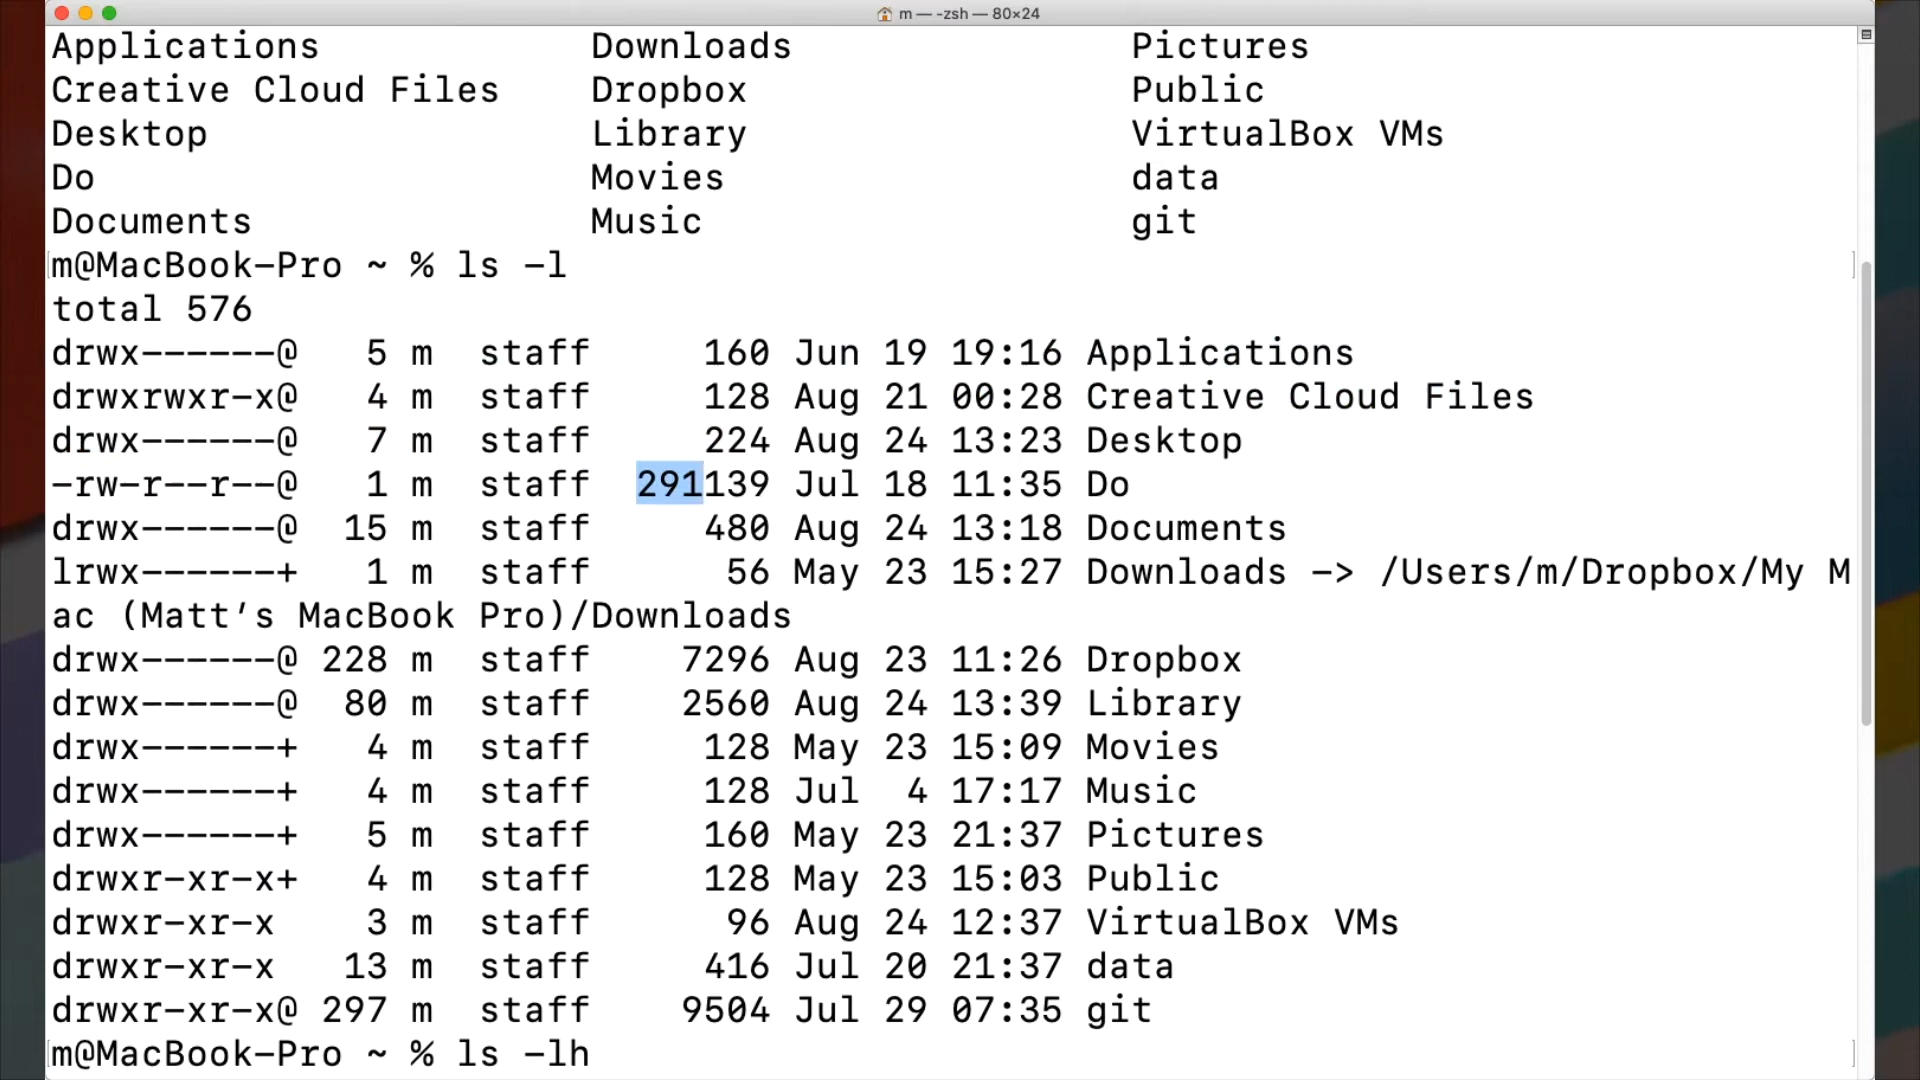 m — -zsh — 80×24
Applications Downloads Pictures
Creative Cloud Files Dropbox Public
Desktop Library VirtualBox VMs
Do Movies data
Documents Music git
m@MacBook-Pro ~ % ls -l
total 576
drwx------@ 5 m staff 160 Jun 19 19:16 Applications
drwxrwxr-x@ 4 m staff 128 Aug 21 00:28 Creative Cloud Files
drwx------@ 7 m staff 224 Aug 24 13:23 Desktop
-rw-r--r--@ 1 m staff 291139 Jul 18 11:35 Do
drwx------@ 15 m staff 480 Aug 24 13:18 Documents
lrwx------+ 1 m staff 56 May 23 15:27 Downloads -> /Users/m/Dropbox/My M
ac (Matt’s MacBook Pro)/Downloads
drwx------@ 228 m staff 7296 Aug 23 11:26 Dropbox
drwx------@ 80 m staff 2560 Aug 24 13:39 Library
drwx------+ 4 m staff 128 May 23 15:09 Movies
drwx------+ 4 m staff 128 Jul 4 17:17 Music
drwx------+ 5 m staff 160 May 23 21:37 Pictures
drwxr-xr-x+ 4 m staff 128 May 23 15:03 Public
drwxr-xr-x 3 m staff 96 Aug 24 12:37 VirtualBox VMs
drwxr-xr-x 13 m staff 416 Jul 20 21:37 data
drwxr-xr-x@ 297 m staff 9504 Jul 29 07:35 git
m@MacBook-Pro ~ % ls -lh